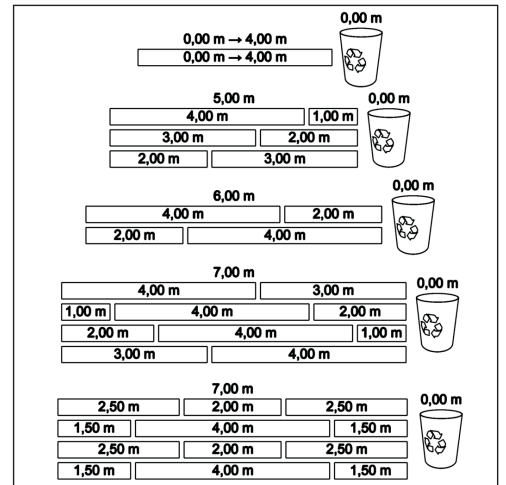 0,00 m
0,00 m → 4,00 m
0,00 m → 4,00 m
5,00 m 0,00 m
4,00 m 1,00 m
3,00 m 2,00 m
2,00 m 3,00 m
6,00 m 0,00 m
4,00 m 2,00 m
2,00 m 4,00 m
7,00 m 0,00 m
4,00 m 3,00 m
1,00 m 4,00 m 2,00 m
2,00 m 4,00 m 1,00 m
3,00 m 4,00 m
7,00 m 0,00 m
2,50 m 2,00 m 2,50 m
1,50 m 4,00 m 1,50 m
2,50 m 2,00 m 2,50 m
1,50 m 4,00 m 1,50 m